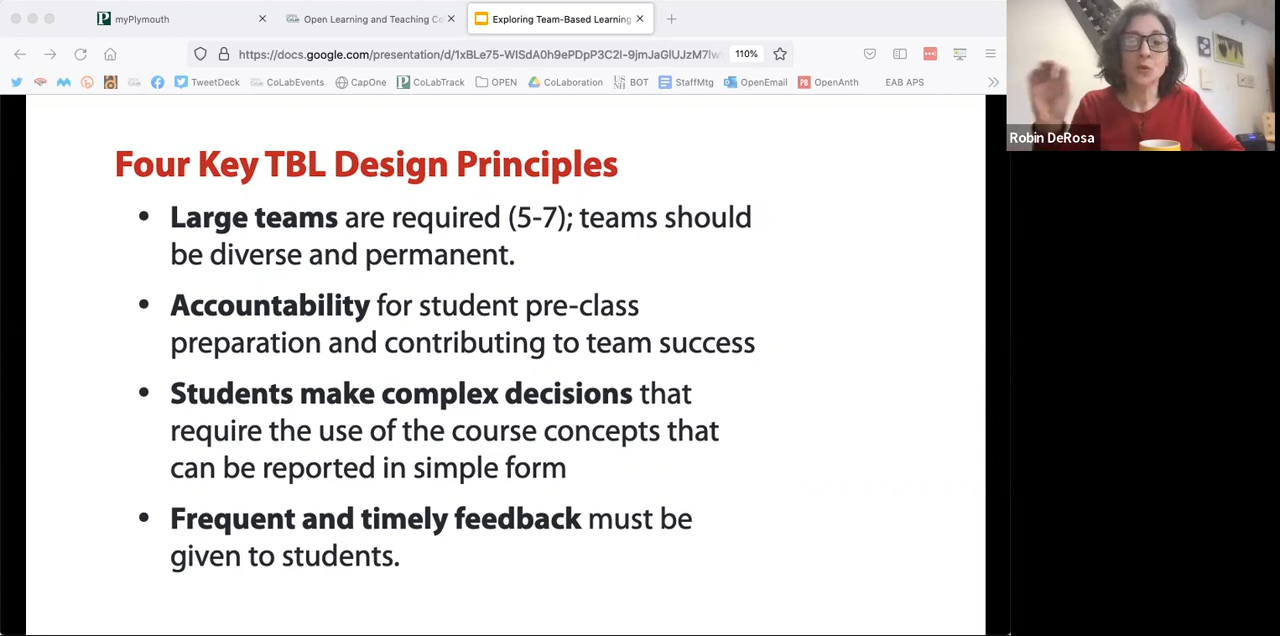 myPlymouth
Open Learning and Teaching Co
Exploring Team-Based Learning
https://docs.google.com/presentation/d/1xBLe75-WISdA0h9ePDpP3C2I-9jmJaGlUJzM7lw
110%
TweetDeck
CoLabEvents
CapOne
CoLabTrack
OPEN
CoLaboration
BOT
StaffMtg
OpenEmail
OpenAnth
EAB APS
Robin DeRosa
Four Key TBL Design Principles
• Large teams are required (5-7); teams should
be diverse and permanent.
• Accountability for student pre-class
preparation and contributing to team success
• Students make complex decisions that
require the use of the course concepts that
can be reported in simple form
• Frequent and timely feedback must be
given to students.